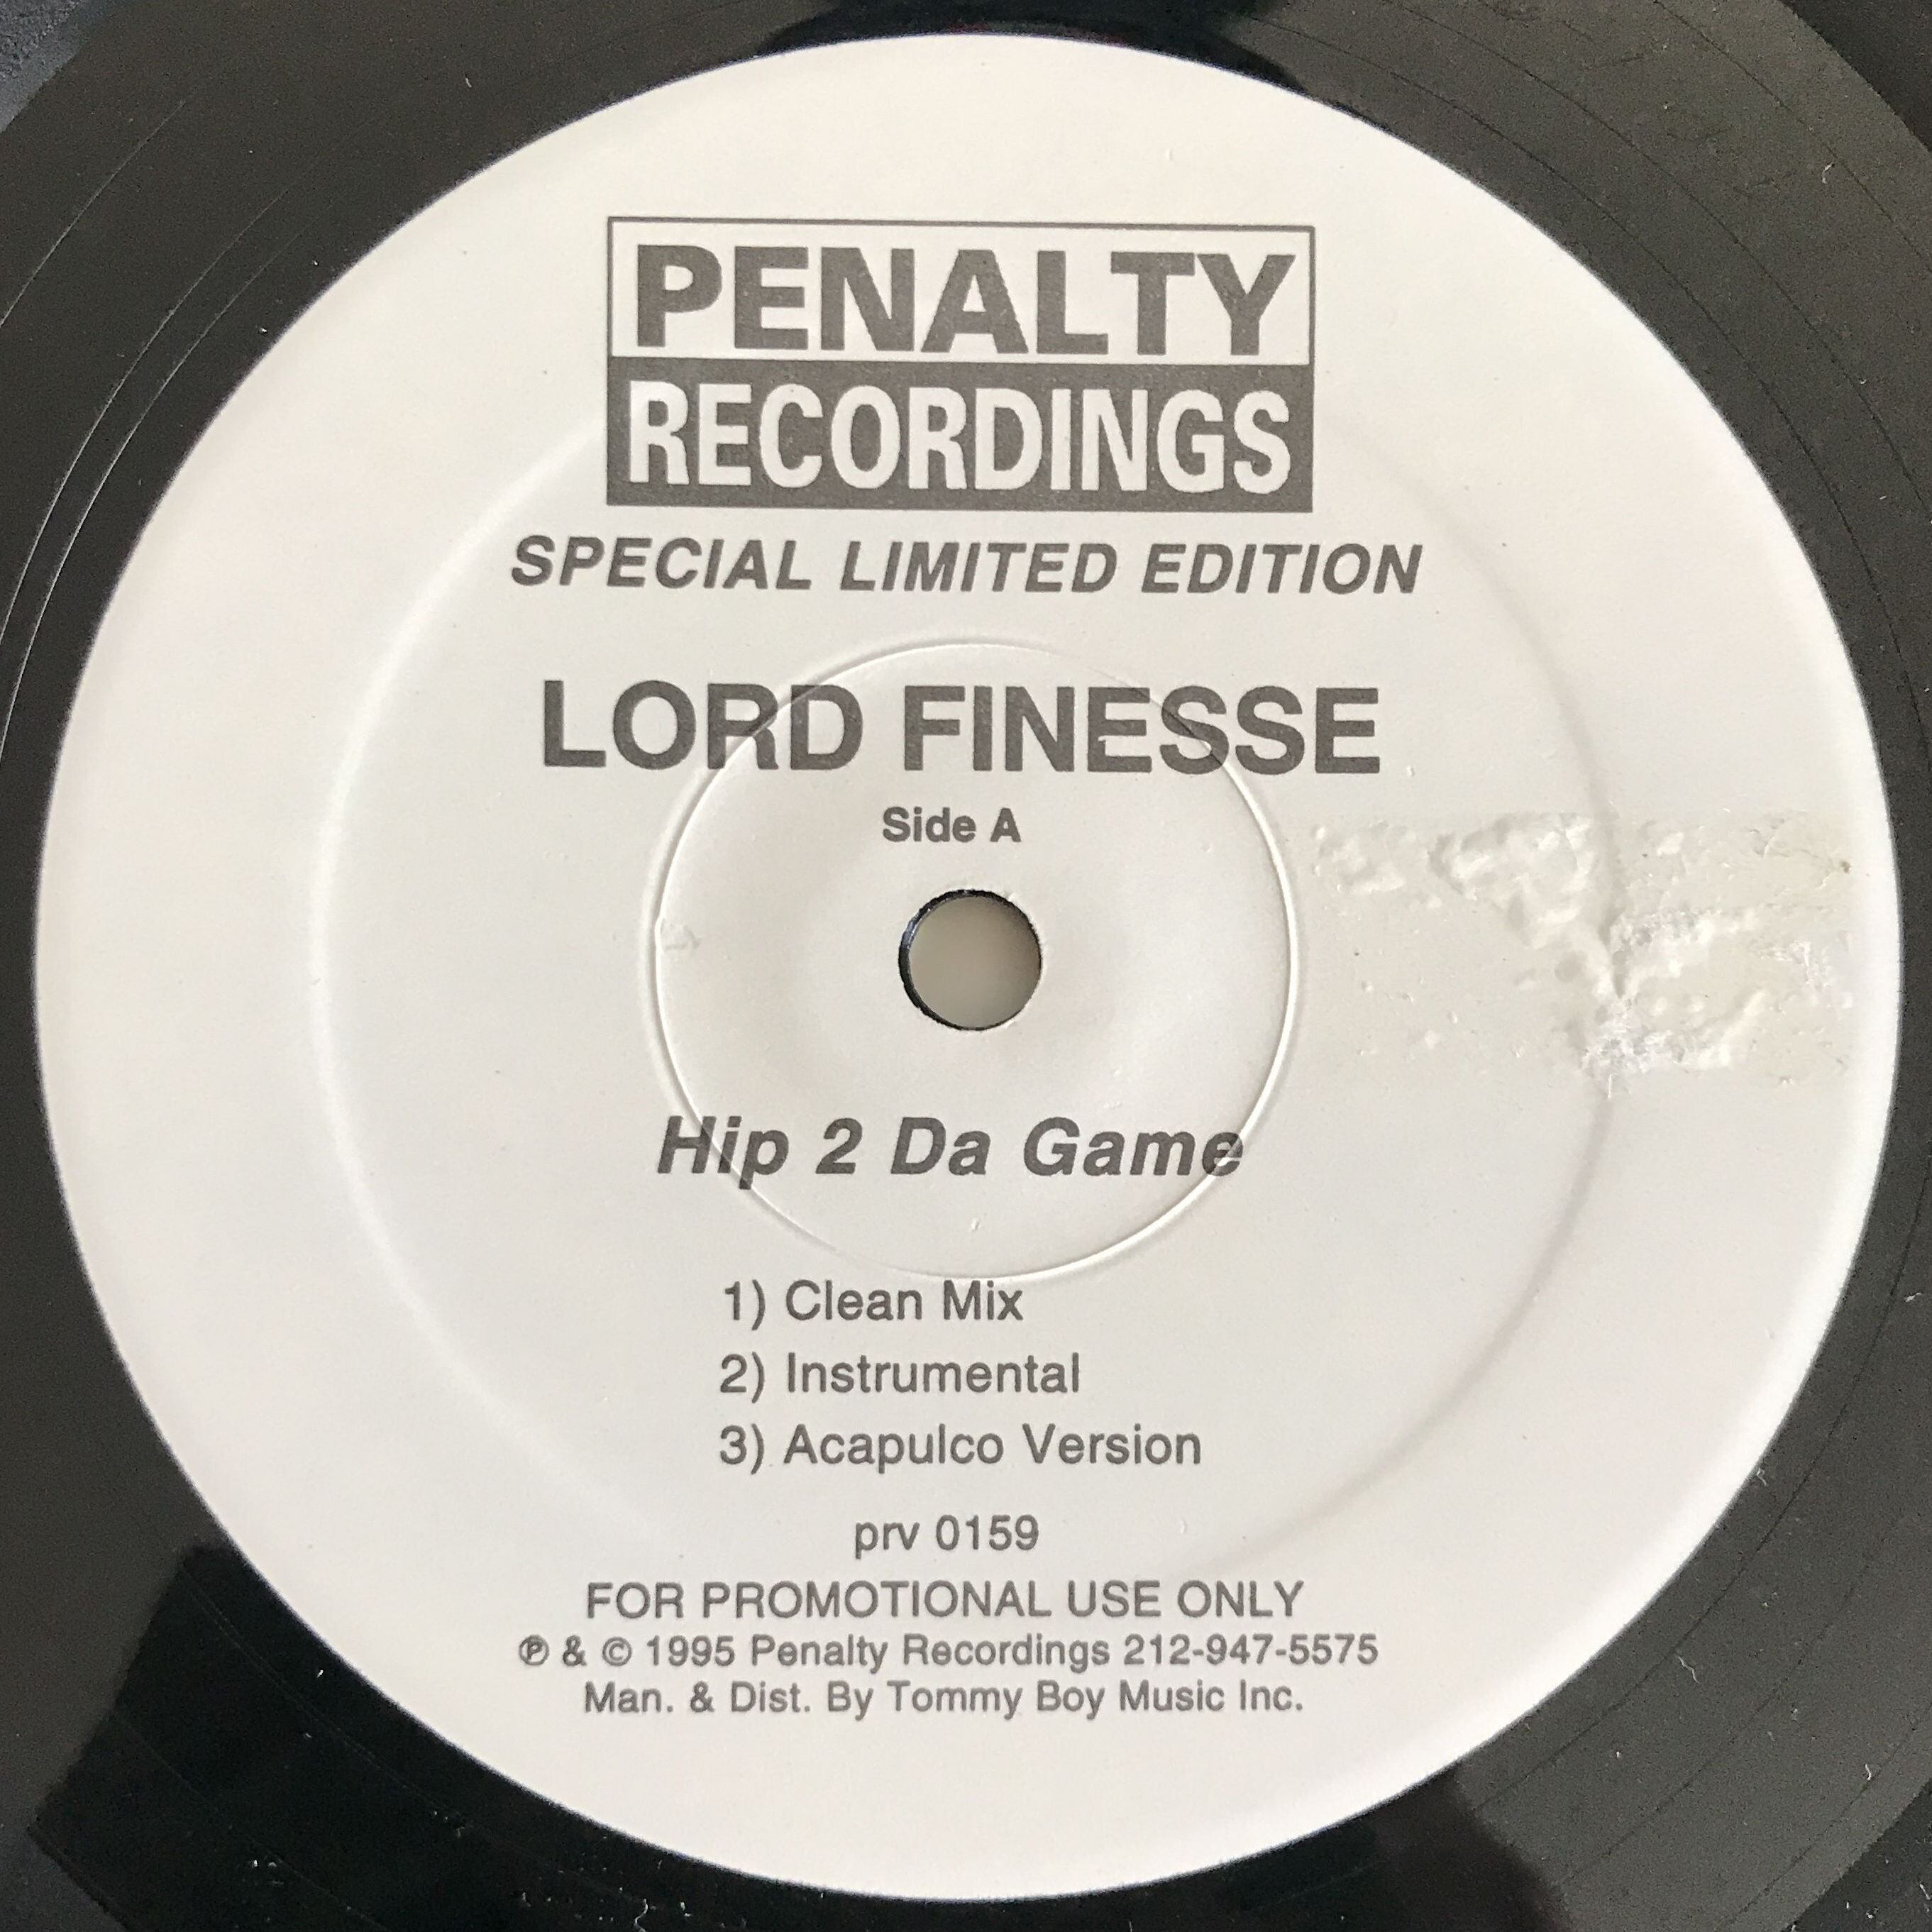 PENALTY
RECORDINGS
SPECIAL LIMITED EDITION
LORD FINESSE
Side A
Hip 2 Da Game
1) Clean Mix
2) Instrumental
3) Acapulco Version
prv 0159
FOR PROMOTIONAL USE ONLY
℗ & © 1995 Penalty Recordings 212-947-5575
Man. & Dist. By Tommy Boy Music Inc.